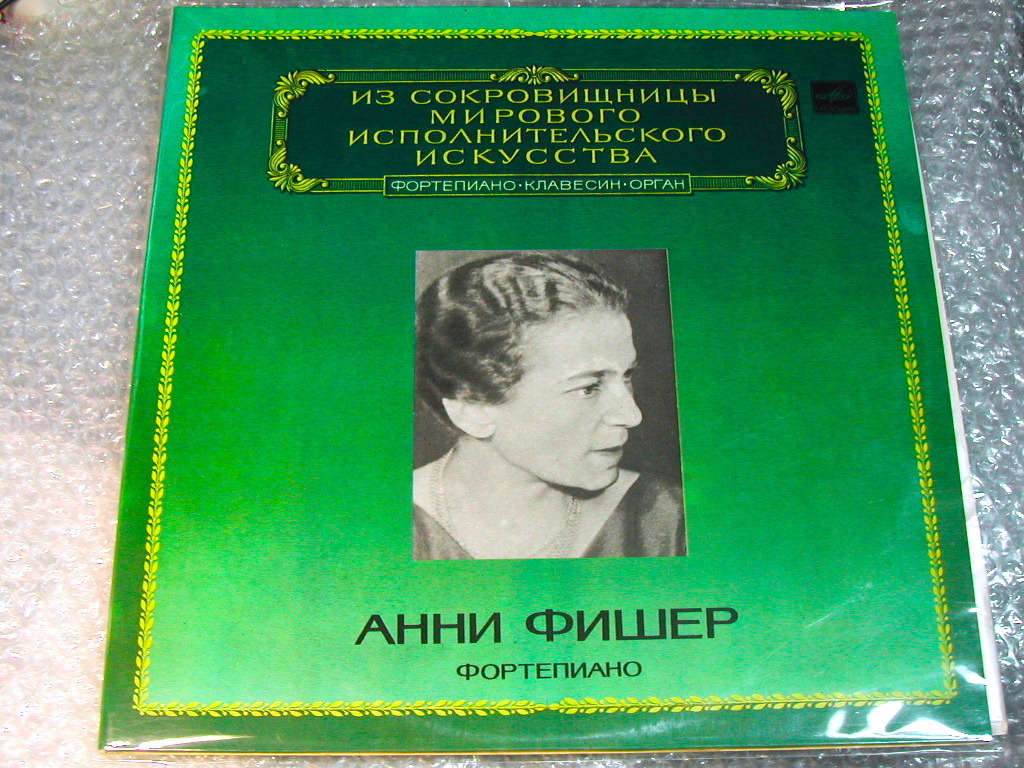 ИЗ СОКРОВИЩНИЦЫ
МИРОВОГО
ИСПОЛНИТЕЛЬСКОГО
ИСКУССТВА
ФОРТЕПИАНО·КЛАВЕСИН·ОРГАН
АННИ ФИШЕР
ФОРТЕПИАНО